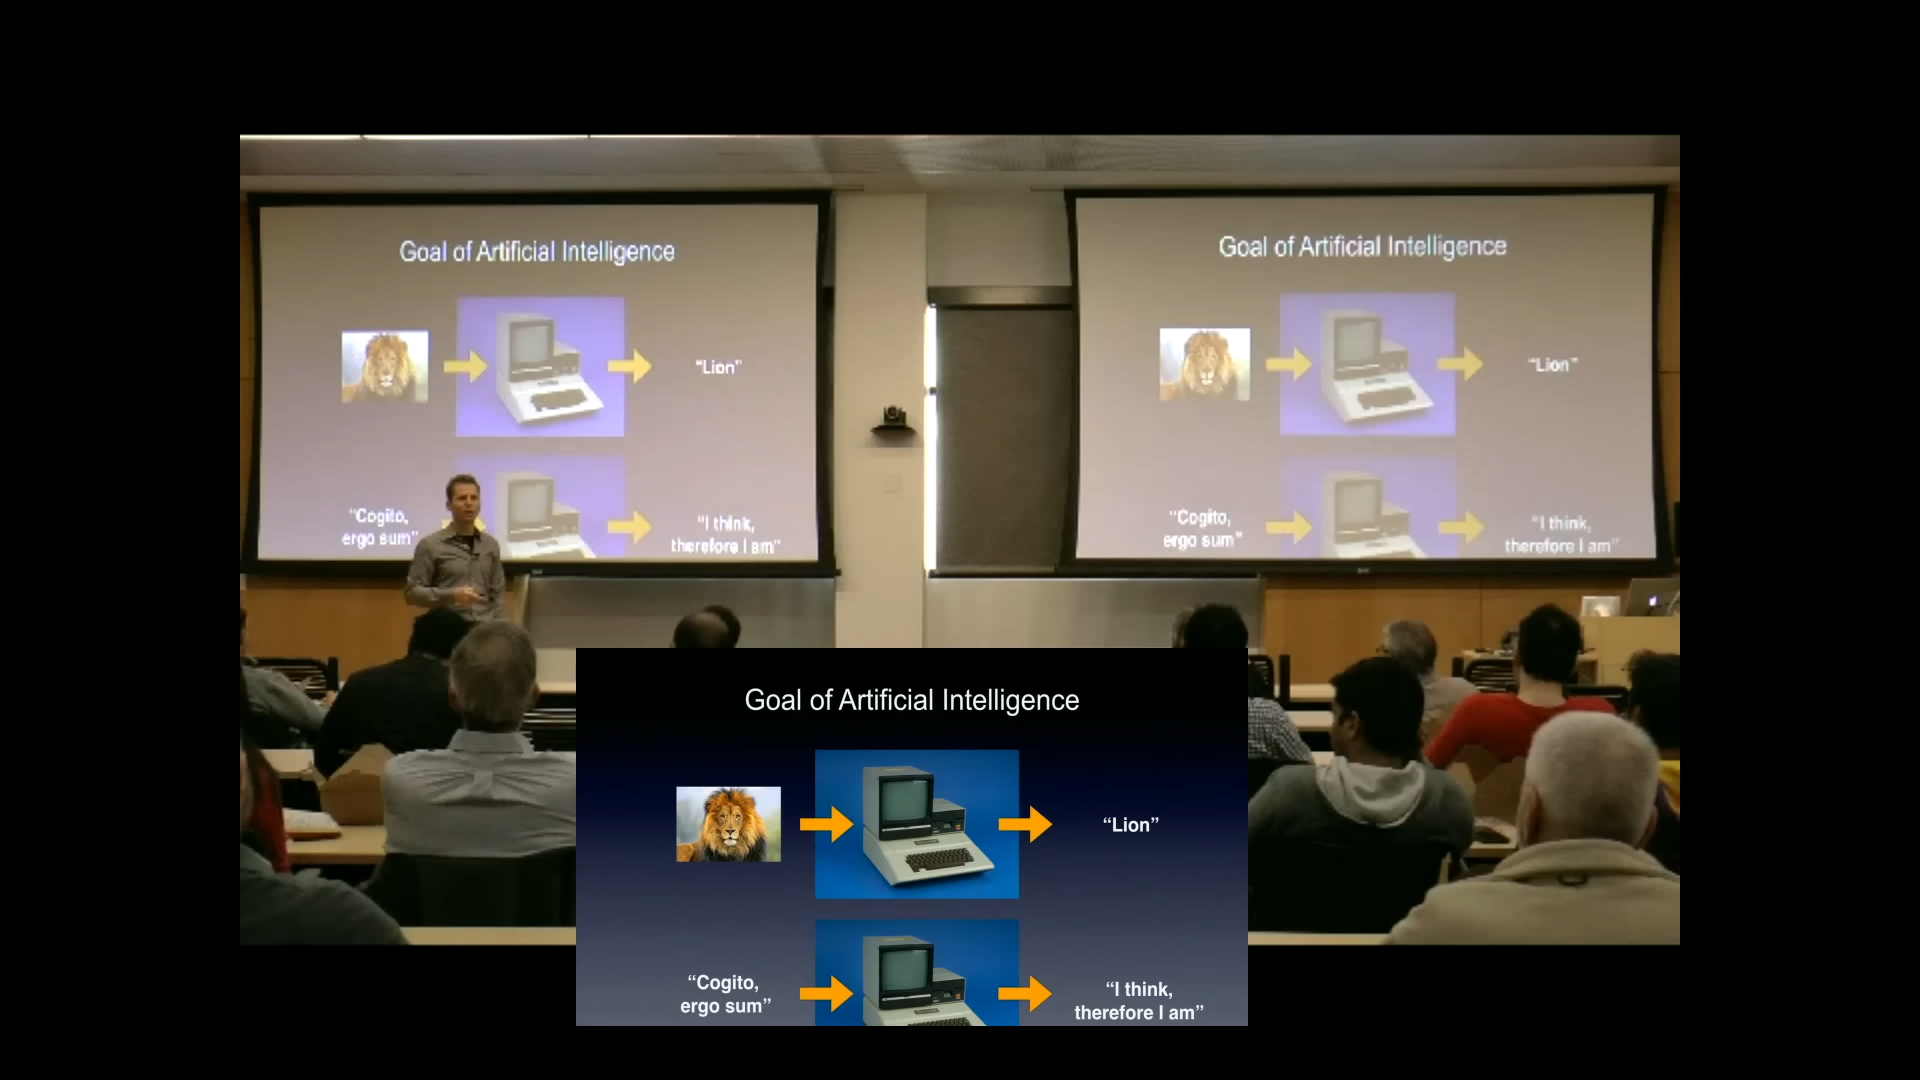 Goal of Artificial Intelligence
“Lion”
“Cogito,
ergo sum”
“I think,
therefore I am”
Goal of Artificial Intelligence
“Lion”
“Cogito,
ergo sum”
“I think,
therefore I am”
Goal of Artificial Intelligence
“Lion”
“Cogito,
ergo sum”
“I think,
therefore I am”